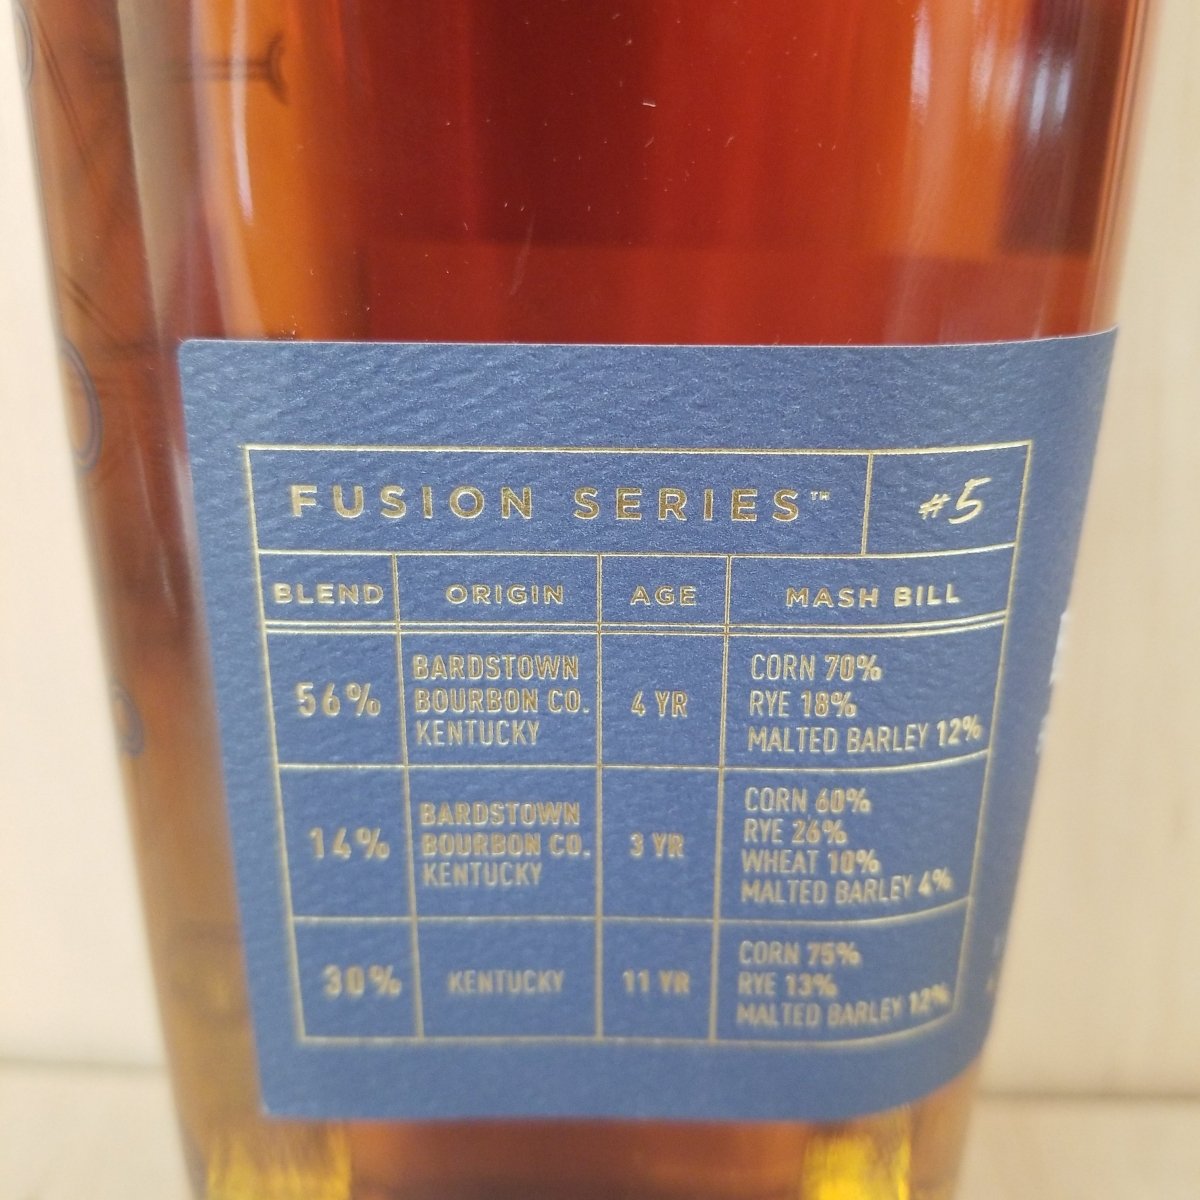 FUSION SERIES™ #5
BLEND ORIGIN AGE MASH BILL
56% BARDSTOWN BOURBON CO. KENTUCKY 4 YR CORN 70% RYE 18% MALTED BARLEY 12%
14% BARDSTOWN BOURBON CO. KENTUCKY 3 YR CORN 60% RYE 26% WHEAT 10% MALTED BARLEY 4%
30% KENTUCKY 11 YR CORN 75% RYE 13% MALTED BARLEY 12%